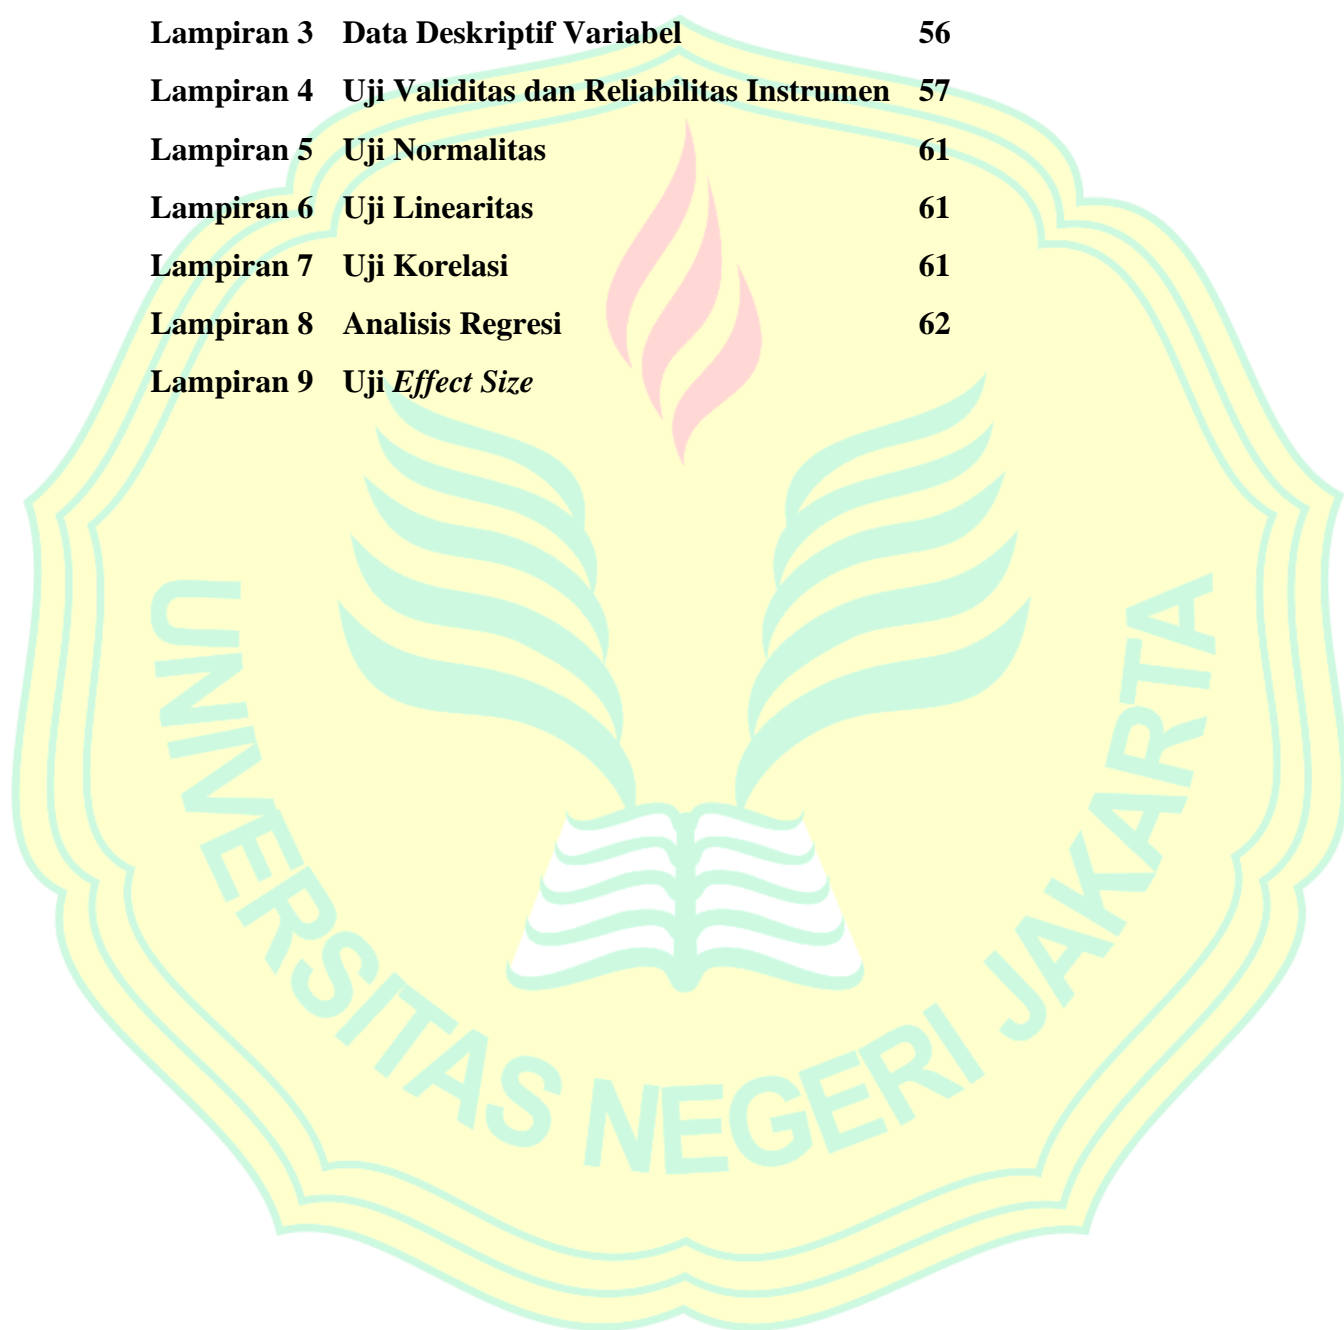 Lampiran 3 Data Deskriptif Variabel 56
Lampiran 4 Uji Validitas dan Reliabilitas Instrumen 57
Lampiran 5 Uji Normalitas 61
Lampiran 6 Uji Linearitas 61
Lampiran 7 Uji Korelasi 61
Lampiran 8 Analisis Regresi 62
Lampiran 9 Uji Effect Size
UNIVERSITAS NEGERI JAKARTA